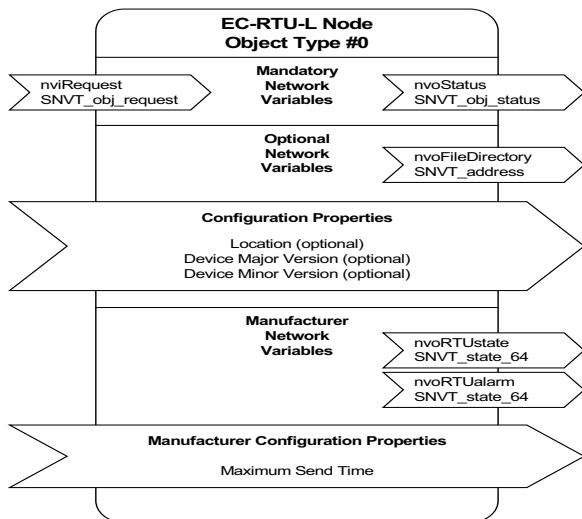 EC-RTU-L Node
Object Type #0
Mandatory
Network
Variables
nviRequest
SNVT_obj_request
nvoStatus
SNVT_obj_status
Optional
Network
Variables
nvoFileDirectory
SNVT_address
Configuration Properties
Location (optional)
Device Major Version (optional)
Device Minor Version (optional)
Manufacturer
Network
Variables
nvoRTUstate
SNVT_state_64
nvoRTUalarm
SNVT_state_64
Manufacturer Configuration Properties
Maximum Send Time